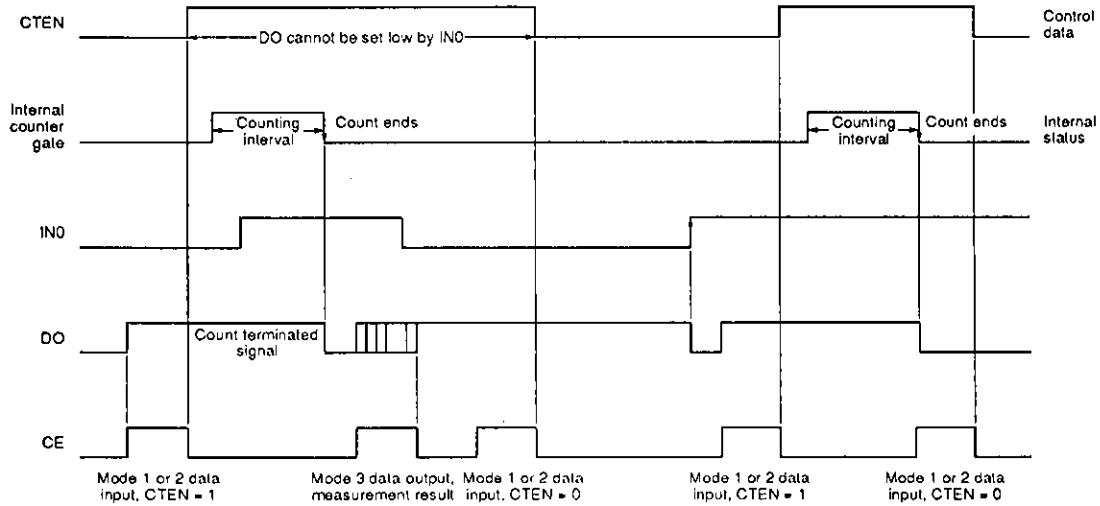 CTEN
DO cannot be set low by IN0
Control
data
Internal
counter
gate
Counting
interval
Count ends
Counting
interval
Count ends
Internal
status
IN0
DO
Count terminated
signal
CE
Mode 1 or 2 data
input, CTEN = 1
Mode 3 data output,
measurement result
Mode 1 or 2 data
input, CTEN = 0
Mode 1 or 2 data
input, CTEN = 1
Mode 1 or 2 data
input, CTEN = 0